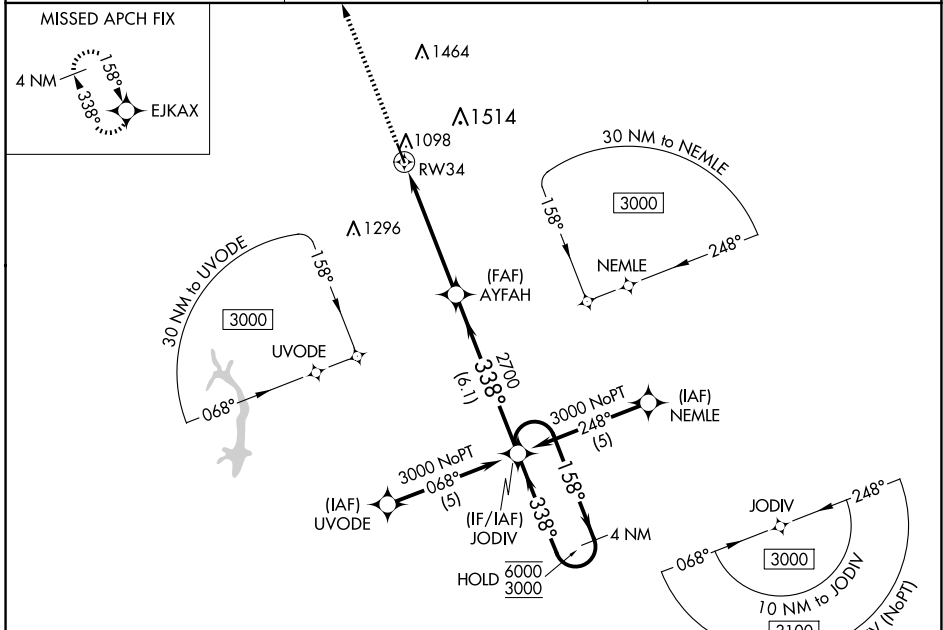 MISSED APCH FIX
4 NM
158°
338°
EJKAX
1464
1514
1098
RW34
1296
30 NM to NEMLE
3000
158°
248°
NEMLE
30 NM to UVODE
3000
158°
UVODE
068°
(FAF)
AYFAH
2700
338°
(6.1)
3000 NoPT
248°
(5)
(IAF)
NEMLE
3000 NoPT
068°
(5)
(IAF)
UVODE
(IF/IAF)
JODIV
338°
158°
4 NM
HOLD
6000
3000
JODIV
248°
068°
3000
10 NM to JODIV
3100
(NoPT)